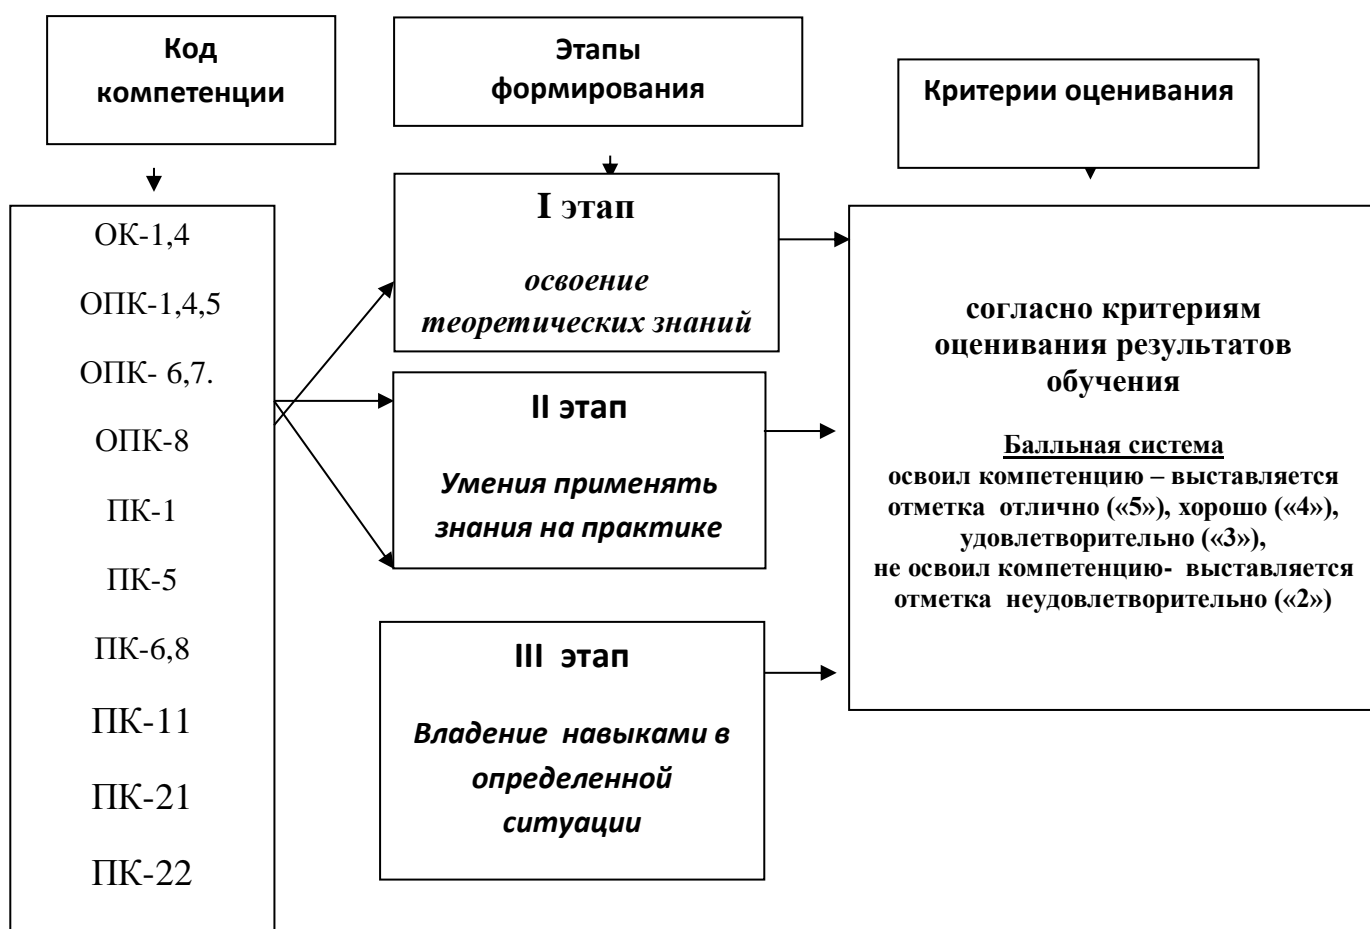 Код
компетенции
Этапы
формирования
Критерии оценивания
ОК-1,4
ОПК-1,4,5
ОПК- 6,7.
ОПК-8
ПК-1
ПК-5
ПК-6,8
ПК-11
ПК-21
ПК-22
I этап
освоение
теоретических знаний
II этап
Умения применять
знания на практике
III этап
Владение навыками в
определенной
ситуации
согласно критериям
оценивания результатов
обучения
Балльная система
освоил компетенцию – выставляется
отметка отлично («5»), хорошо («4»),
удовлетворительно («3»),
не освоил компетенцию- выставляется
отметка неудовлетворительно («2»)